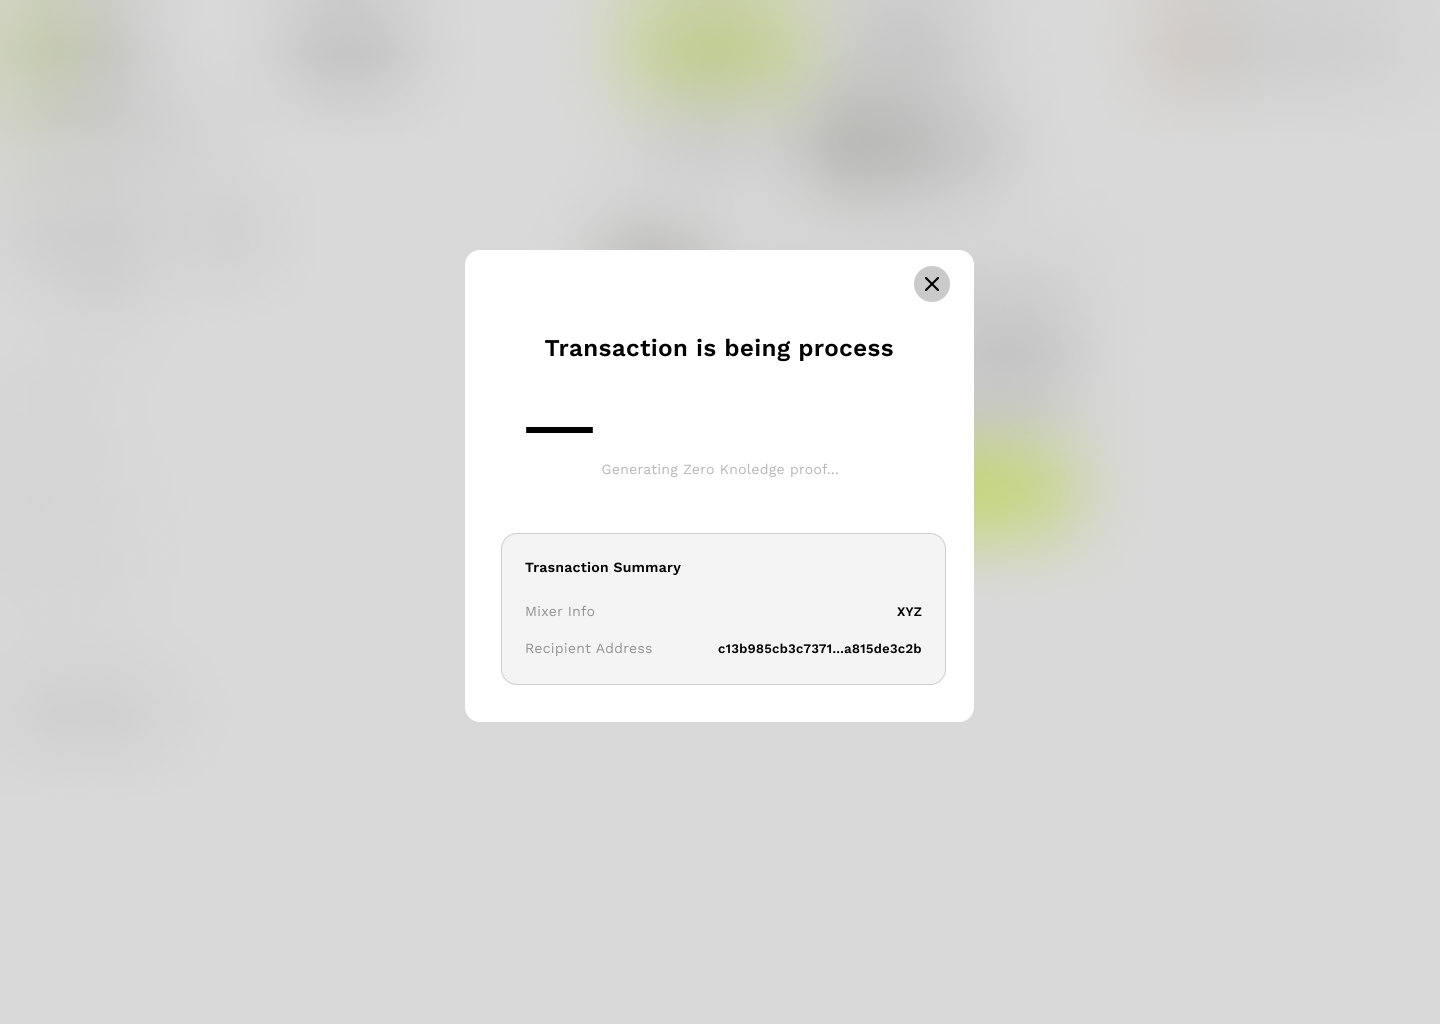 Transaction is being process
Generating Zero Knoledge proof...
Trasnaction Summary
Mixer Info XYZ
Recipient Address c13b985cb3c7371...a815de3c2b